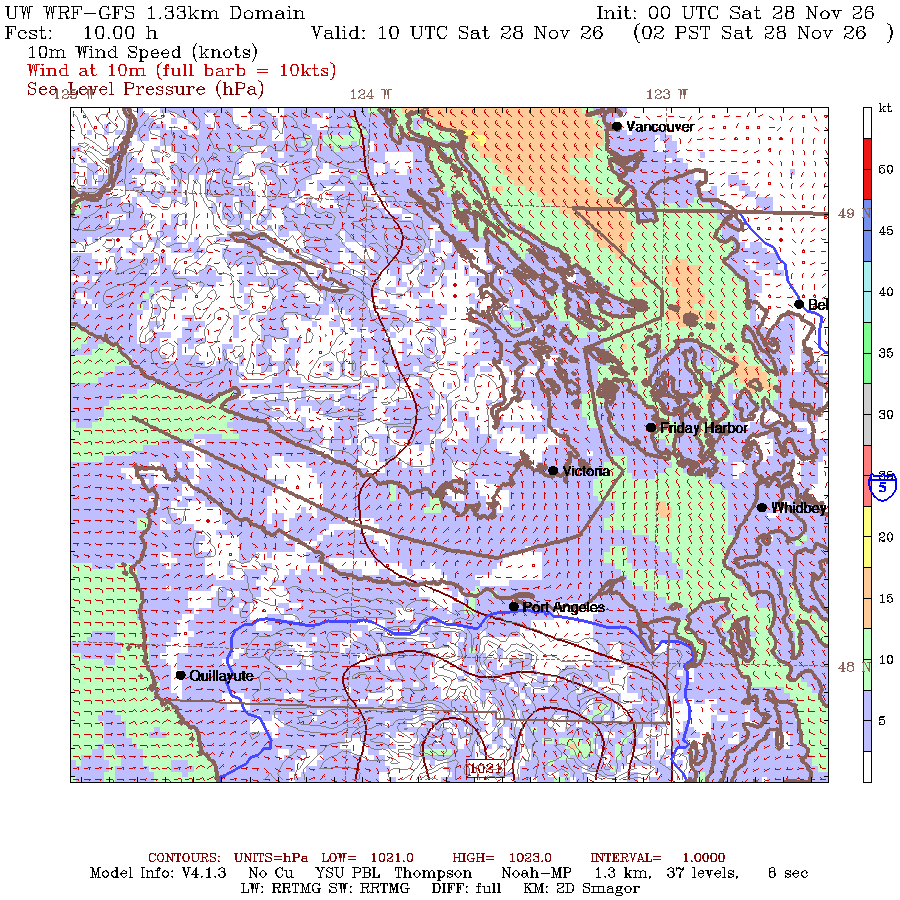 UW WRF-GFS 1.33km Domain Init: 00 UTC Sat 28 Nov 26
Fcst: 10.00 h Valid: 10 UTC Sat 28 Nov 26 (02 PST Sat 28 Nov 26 )
10m Wind Speed (knots)
Wind at 10m (full barb = 10kts)
Sea Level Pressure (hPa)
125 W 124 W 123 W
kt
Vancouver
60
49 N
45
40
Bel
35
30
Friday Harbor
Victoria
25
5
Whidbey
20
15
Port Angeles
10
48 N
Quillayute
5
1021
CONTOURS: UNITS=hPa LOW= 1021.0 HIGH= 1023.0 INTERVAL= 1.0000
Model Info: V4.1.3 No Cu YSU PBL Thompson Noah-MP 1.3 km, 37 levels, 8 sec
LW: RRTMG SW: RRTMG DIFF: full KM: 2D Smagor